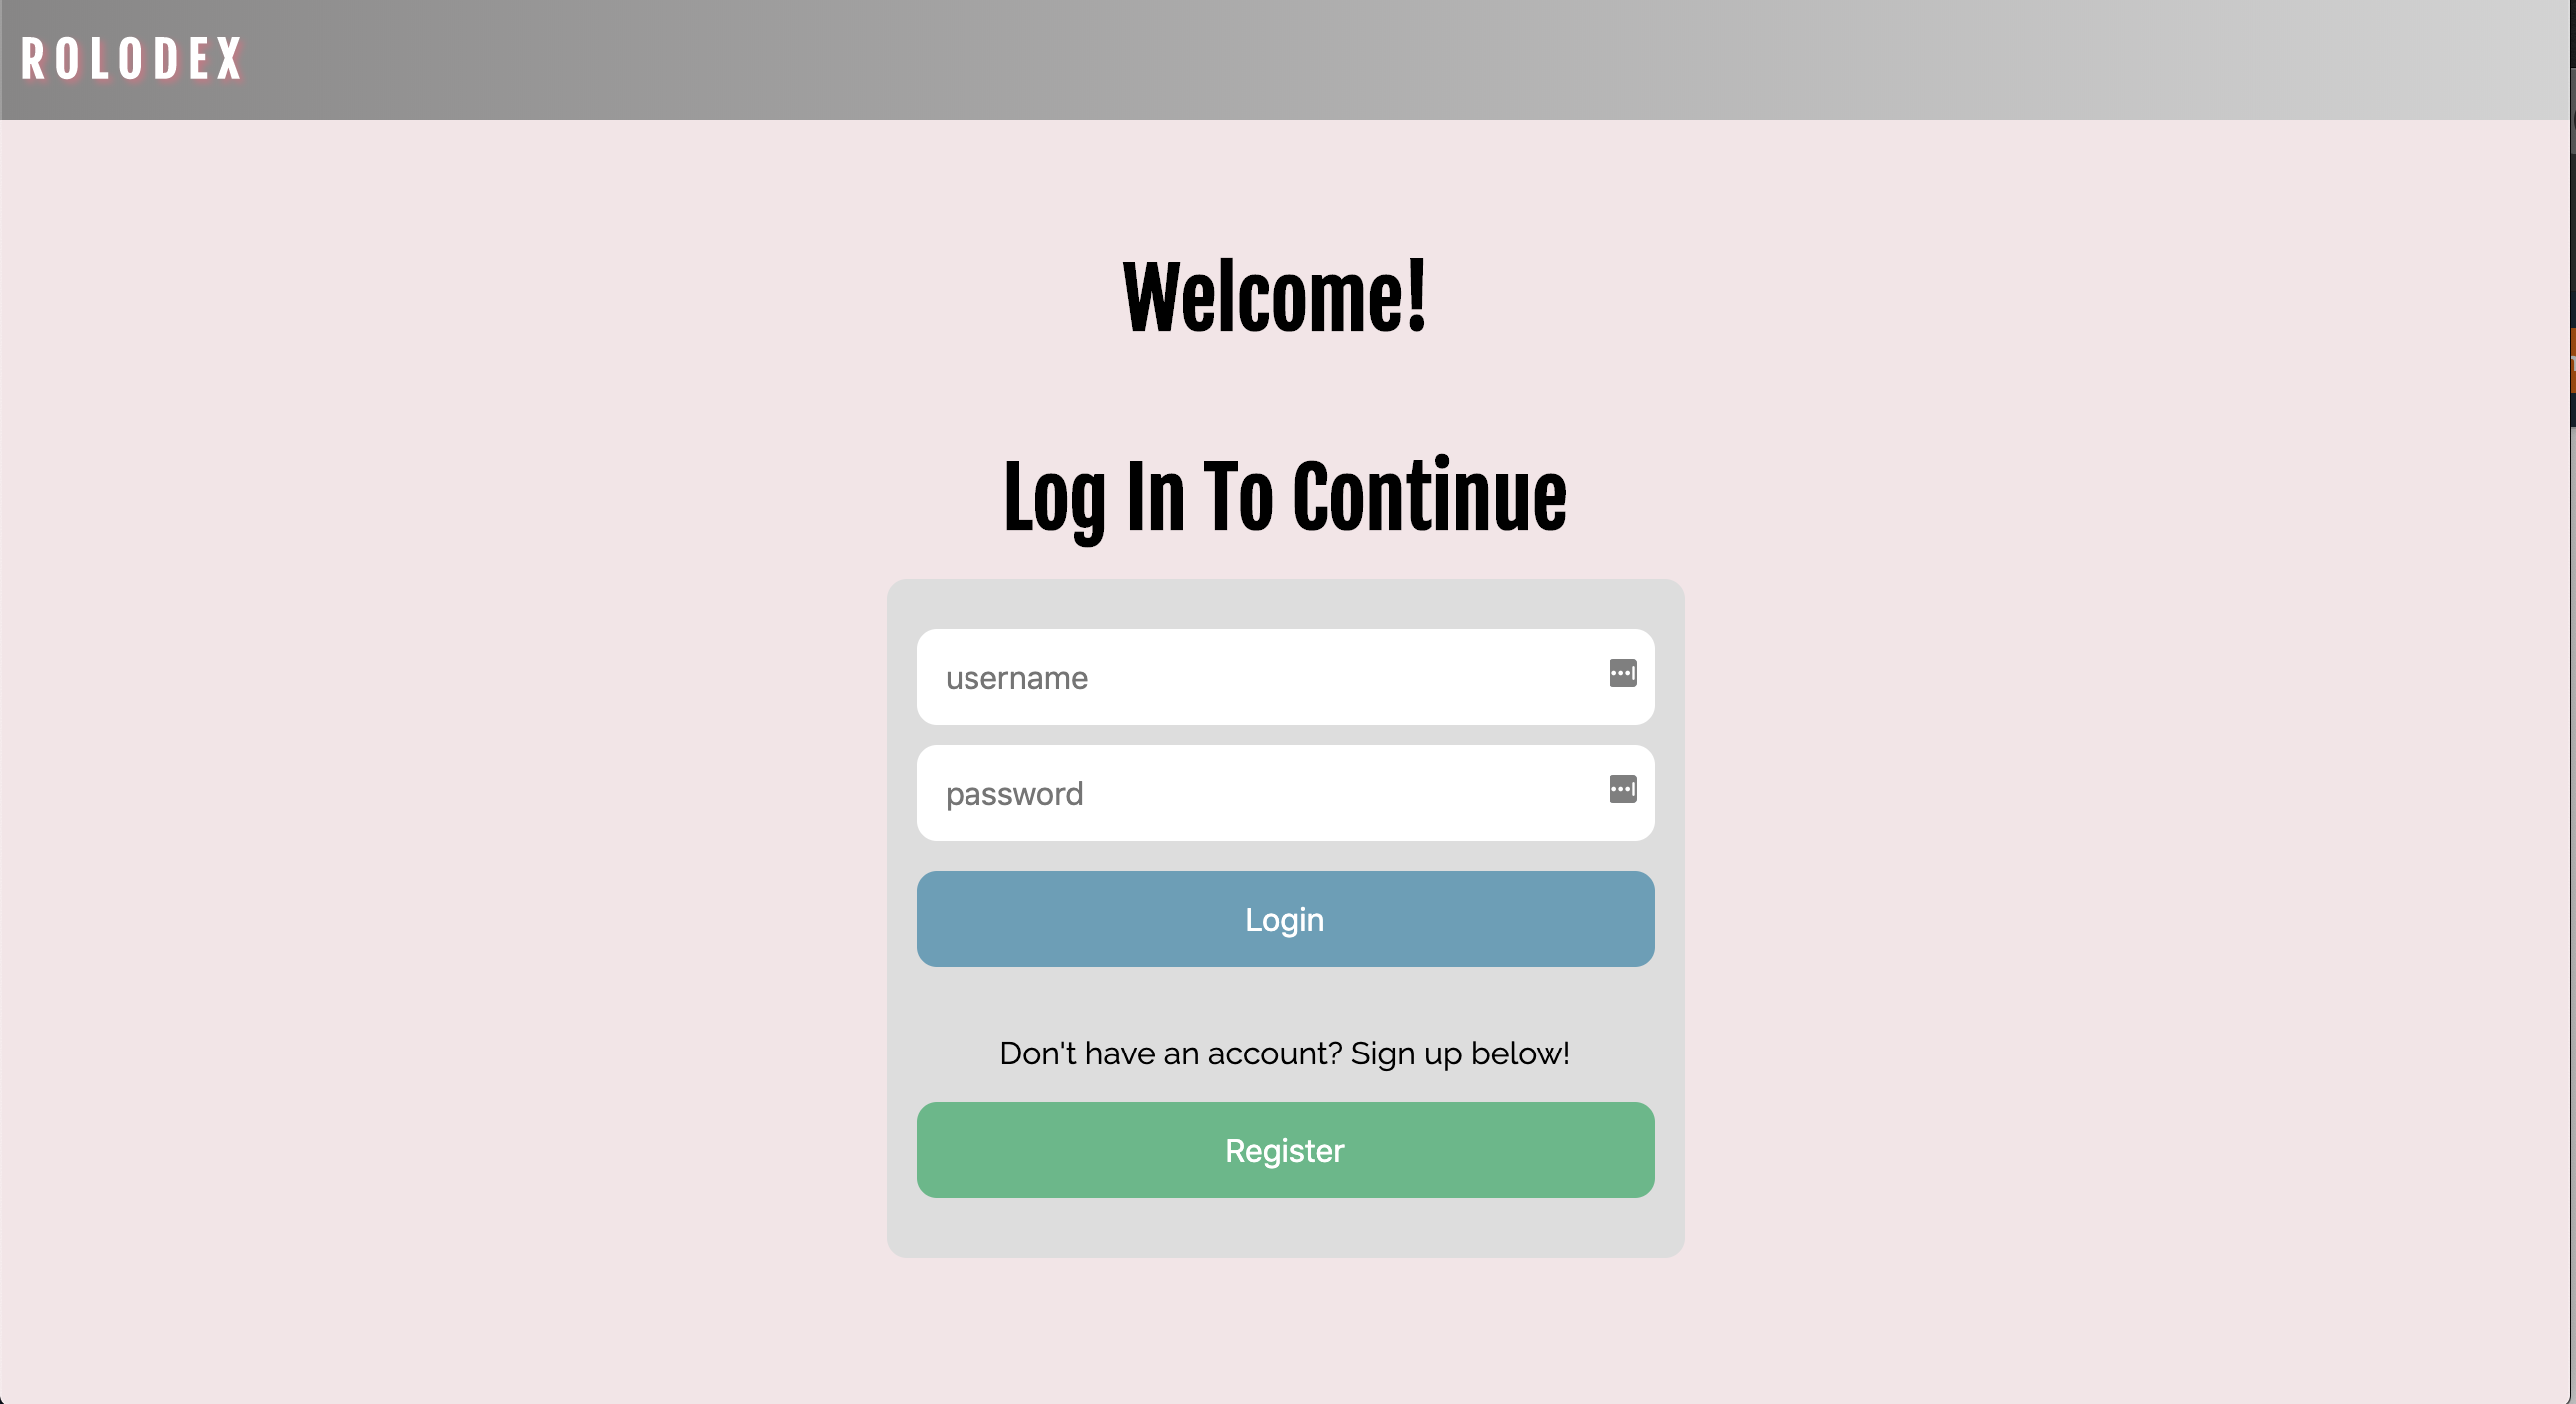 ROLODEX
Welcome!
Log In To Continue
username
password
Login
Don't have an account? Sign up below!
Register